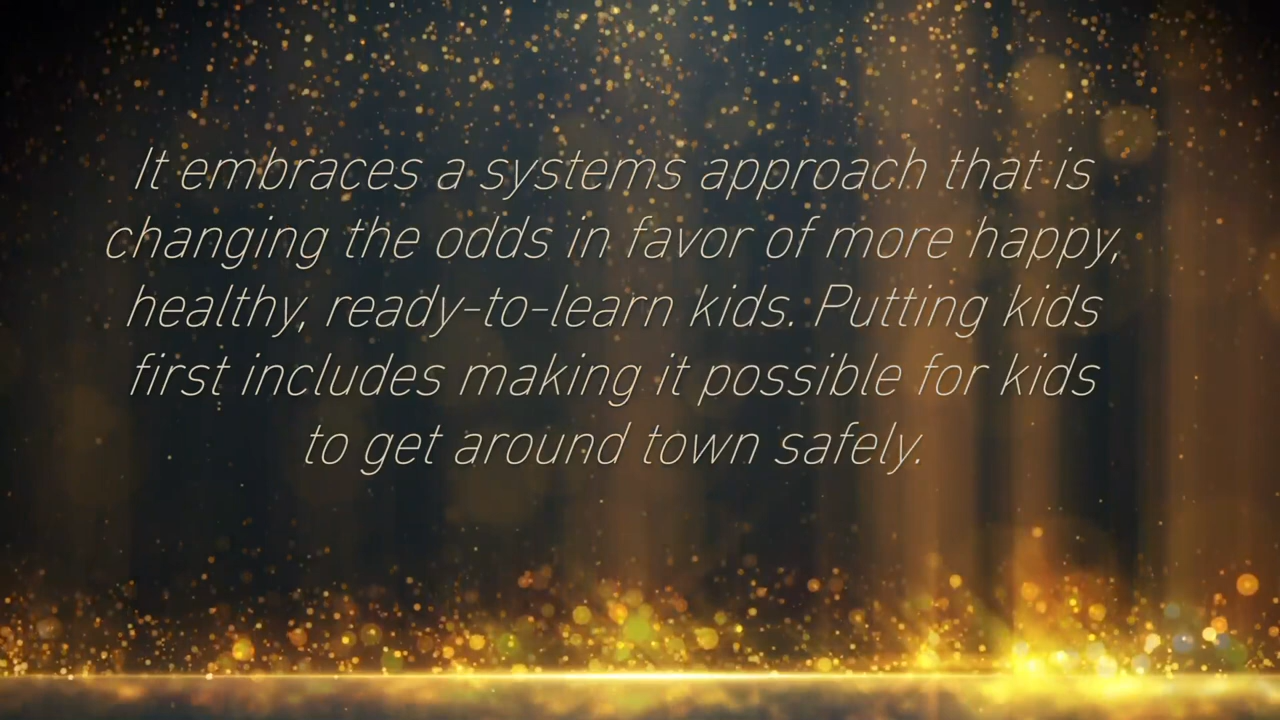 It embraces a systems approach that is
changing the odds in favor of more happy,
healthy, ready-to-learn kids. Putting kids
first includes making it possible for kids
to get around town safely.